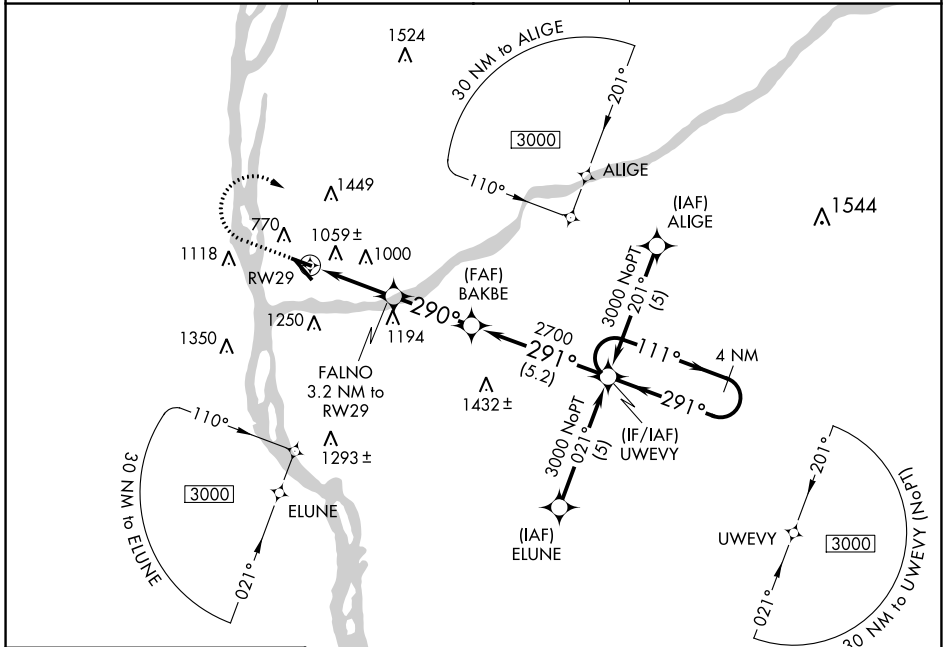 1524
30 NM to ALIGE
201°
3000
110°
ALIGE
1449
770
1059 ±
1000
1118
RW29
(FAF)
BAKBE
(IAF)
ALIGE
1544
3000 NoPT
201°
(5)
290°
2700
291°
(5.2)
111°
4 NM
291°
1250
1194
1350
FALNO
3.2 NM to
RW29
1432 ±
(IF/IAF)
UWEVY
3000 NoPT
021°
(5)
110°
1293 ±
30 NM to ELUNE
3000
ELUNE
021°
(IAF)
ELUNE
201°
UWEVY
3000
021°
30 NM to UWEVY (NoPT)